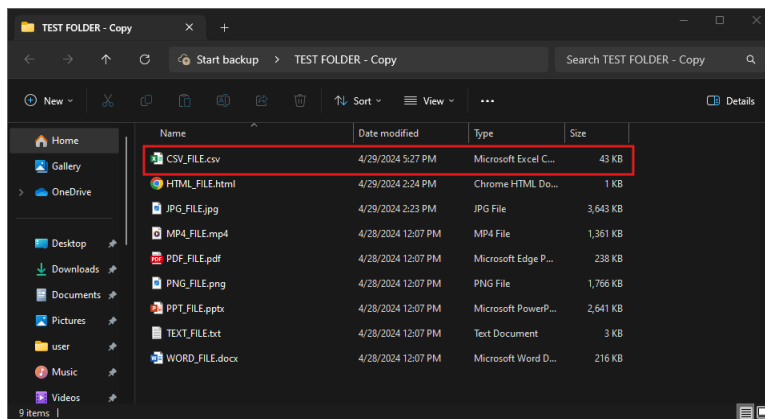 TEST FOLDER - Copy
Start backup > TEST FOLDER - Copy
Search TEST FOLDER - Copy
New
Sort
View
Details
Home
Gallery
OneDrive
Desktop
Downloads
Documents
Pictures
user
Music
Videos
Name Date modified Type Size
CSV_FILE.csv 4/29/2024 5:27 PM Microsoft Excel C... 43 KB
HTML_FILE.html 4/29/2024 2:24 PM Chrome HTML Do... 1 KB
JPG_FILE.jpg 4/29/2024 2:23 PM JPG File 3,643 KB
MP4_FILE.mp4 4/28/2024 12:07 PM MP4 File 1,361 KB
PDF_FILE.pdf 4/28/2024 12:07 PM Microsoft Edge P... 238 KB
PNG_FILE.png 4/28/2024 12:07 PM PNG File 1,766 KB
PPT_FILE.pptx 4/28/2024 12:07 PM Microsoft PowerP... 2,641 KB
TEXT_FILE.txt 4/28/2024 12:07 PM Text Document 3 KB
WORD_FILE.docx 4/28/2024 12:07 PM Microsoft Word D... 216 KB
9 items